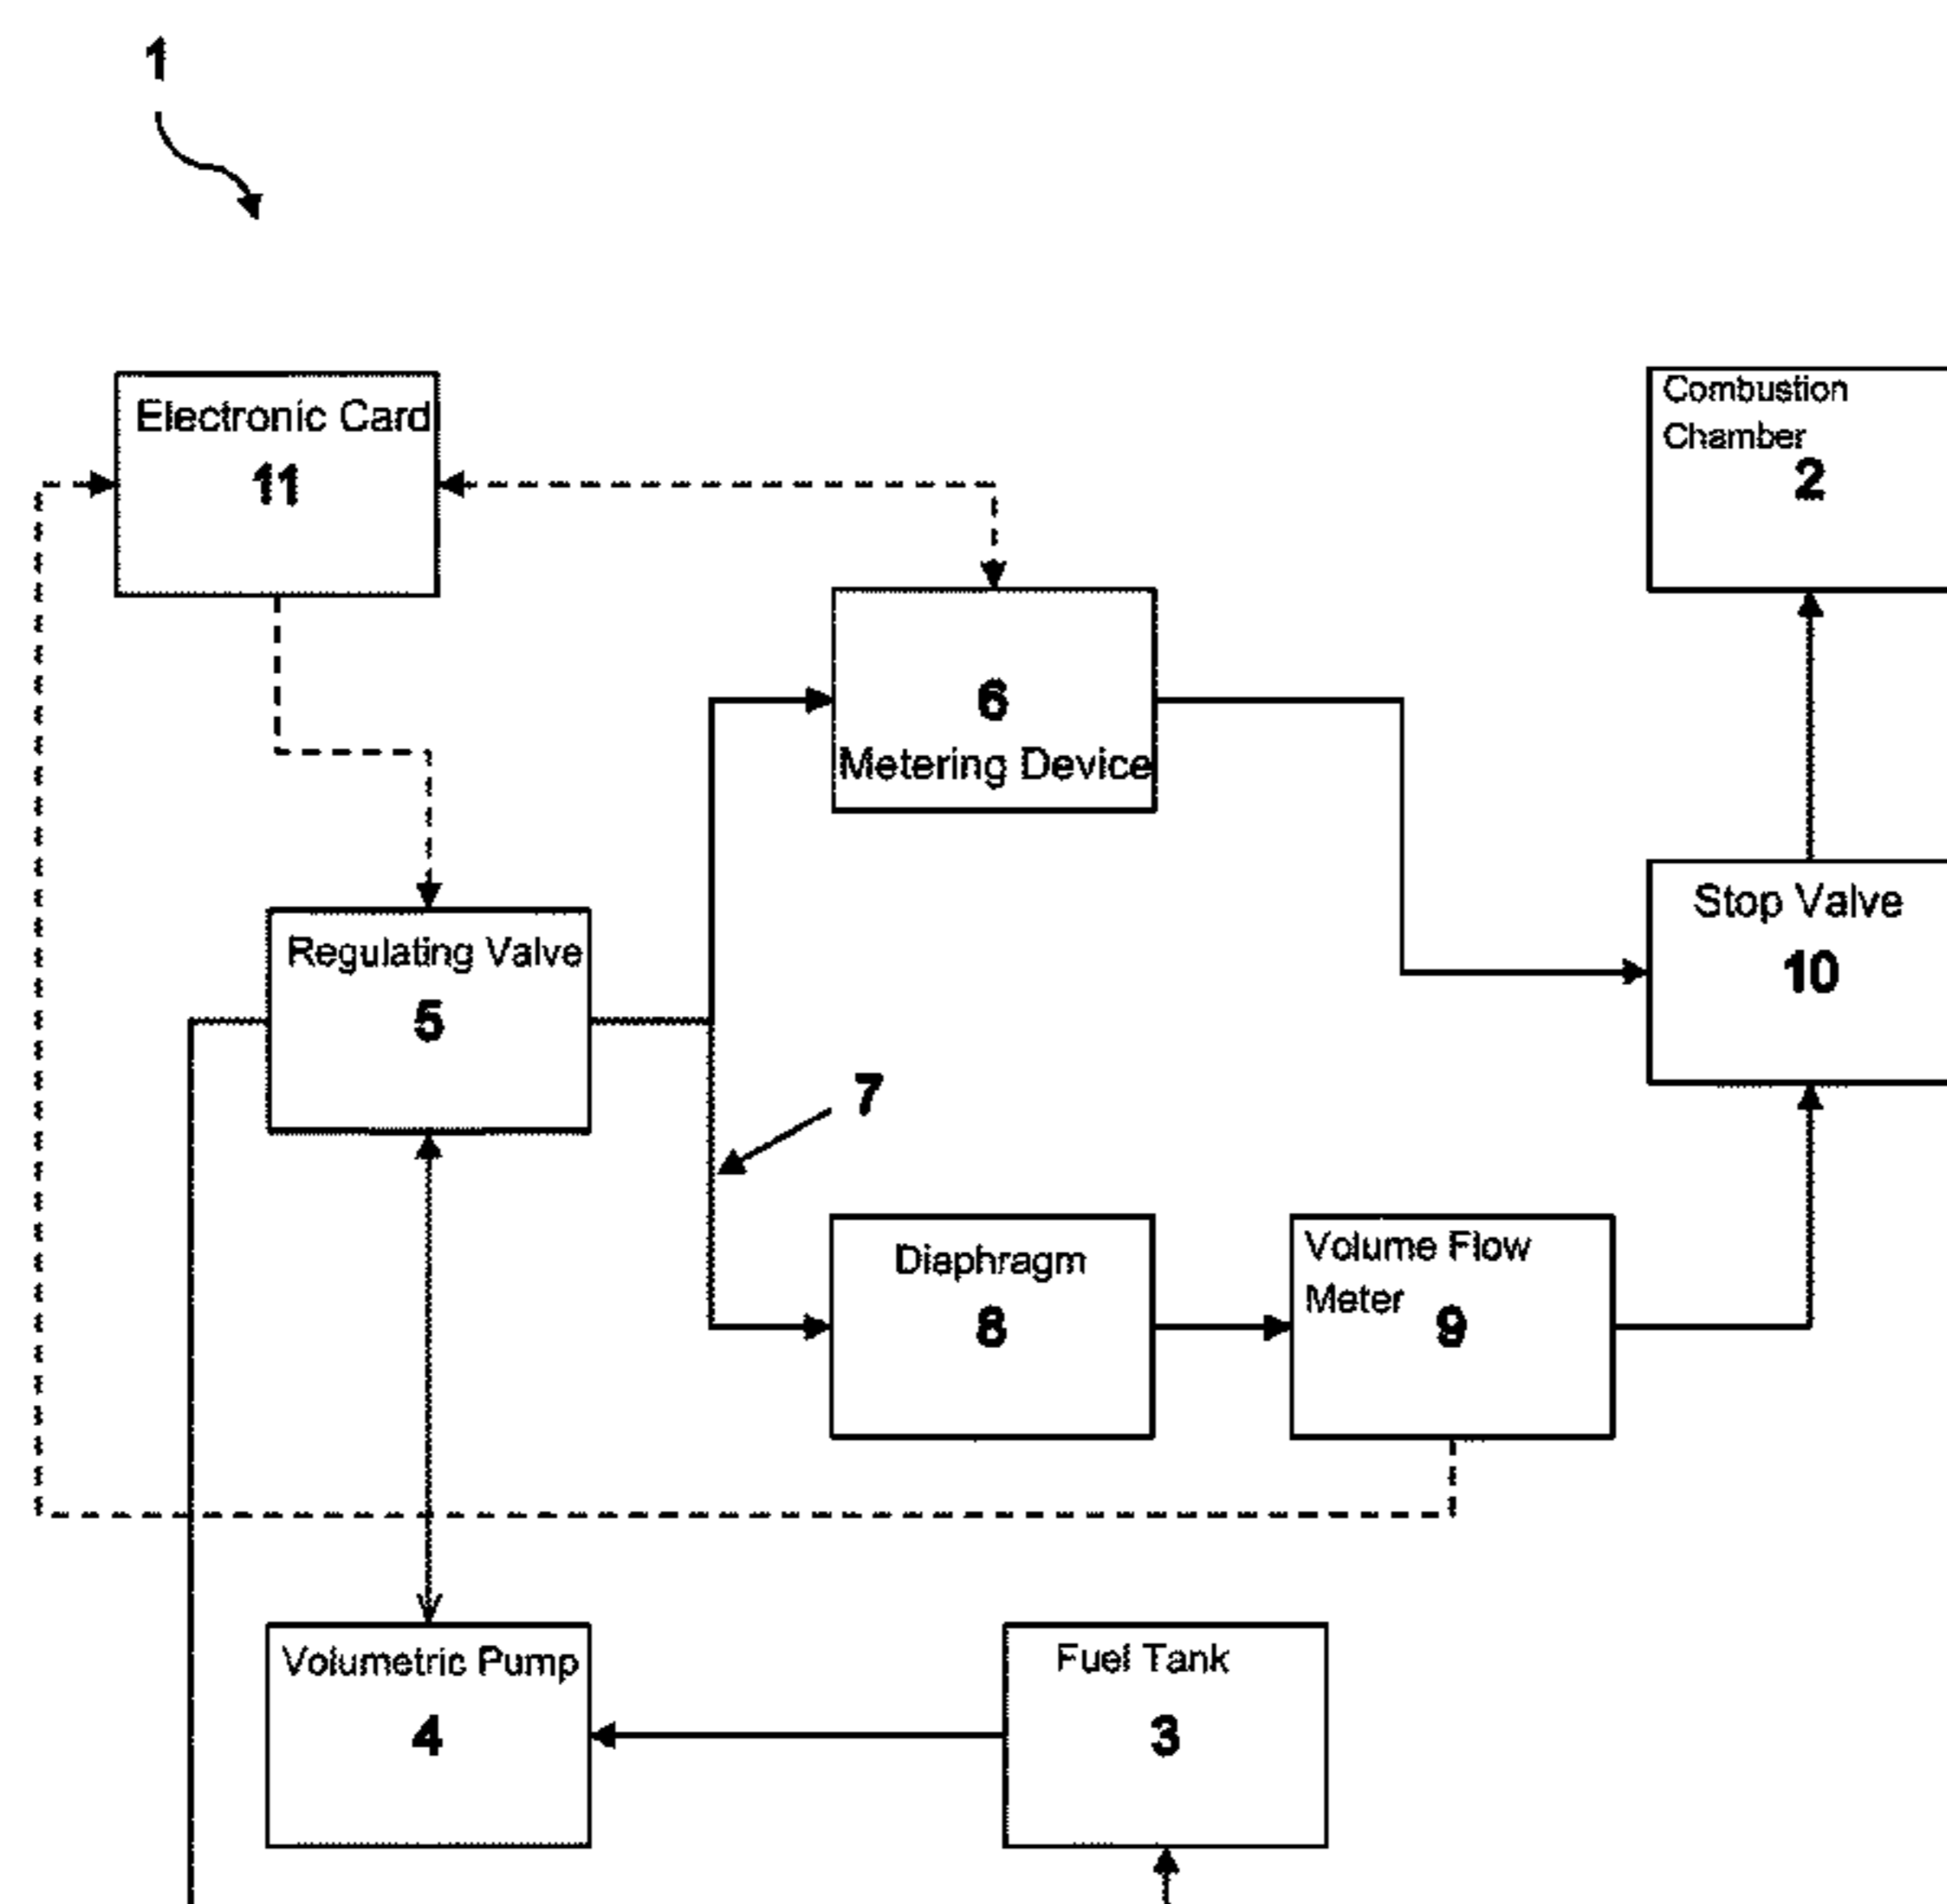 1
Electronic Card
11
Combustion
Chamber
2
6
Metering Device
Stop Valve
10
Regulating Valve
5
7
Diaphragm
8
Volume Flow
Meter
9
Volumetric Pump
4
Fuel Tank
3